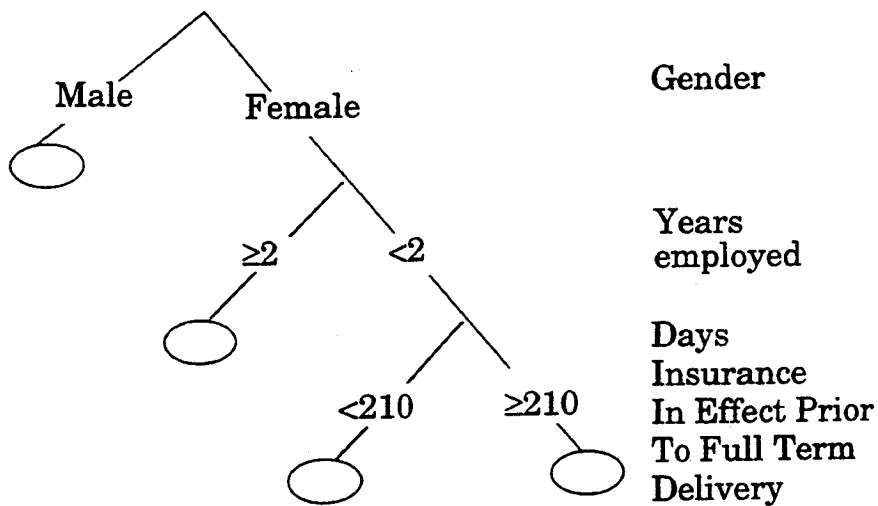 Male
Female
Gender
≥2
<2
Years
employed
<210
≥210
Days
Insurance
In Effect Prior
To Full Term
Delivery